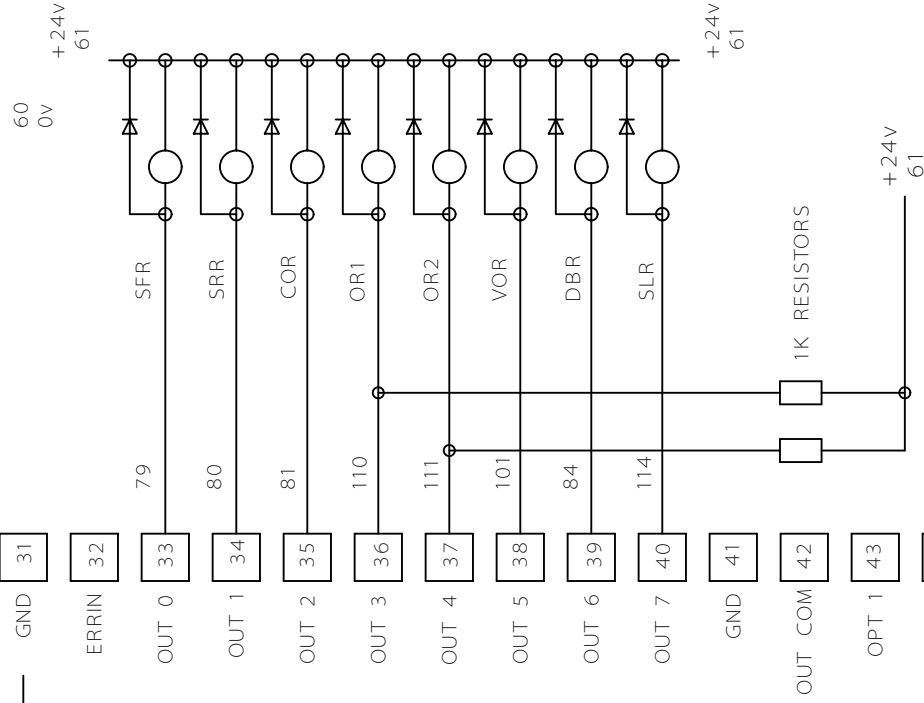 +24v
61
+24v
61
60
0v
+24v
61
SFR
SRR
COR
OR1
OR2
VOR
DBR
SLR
1K RESISTORS
79
80
81
110
111
101
84
114
31
32
33
34
35
36
37
38
39
40
41
42
43
GND
ERRIN
OUT 0
OUT 1
OUT 2
OUT 3
OUT 4
OUT 5
OUT 6
OUT 7
GND
OUT COM
OPT 1